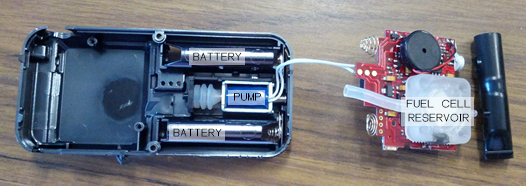 BATTERY
PUMP
BATTERY
FUEL CELL
RESERVOIR